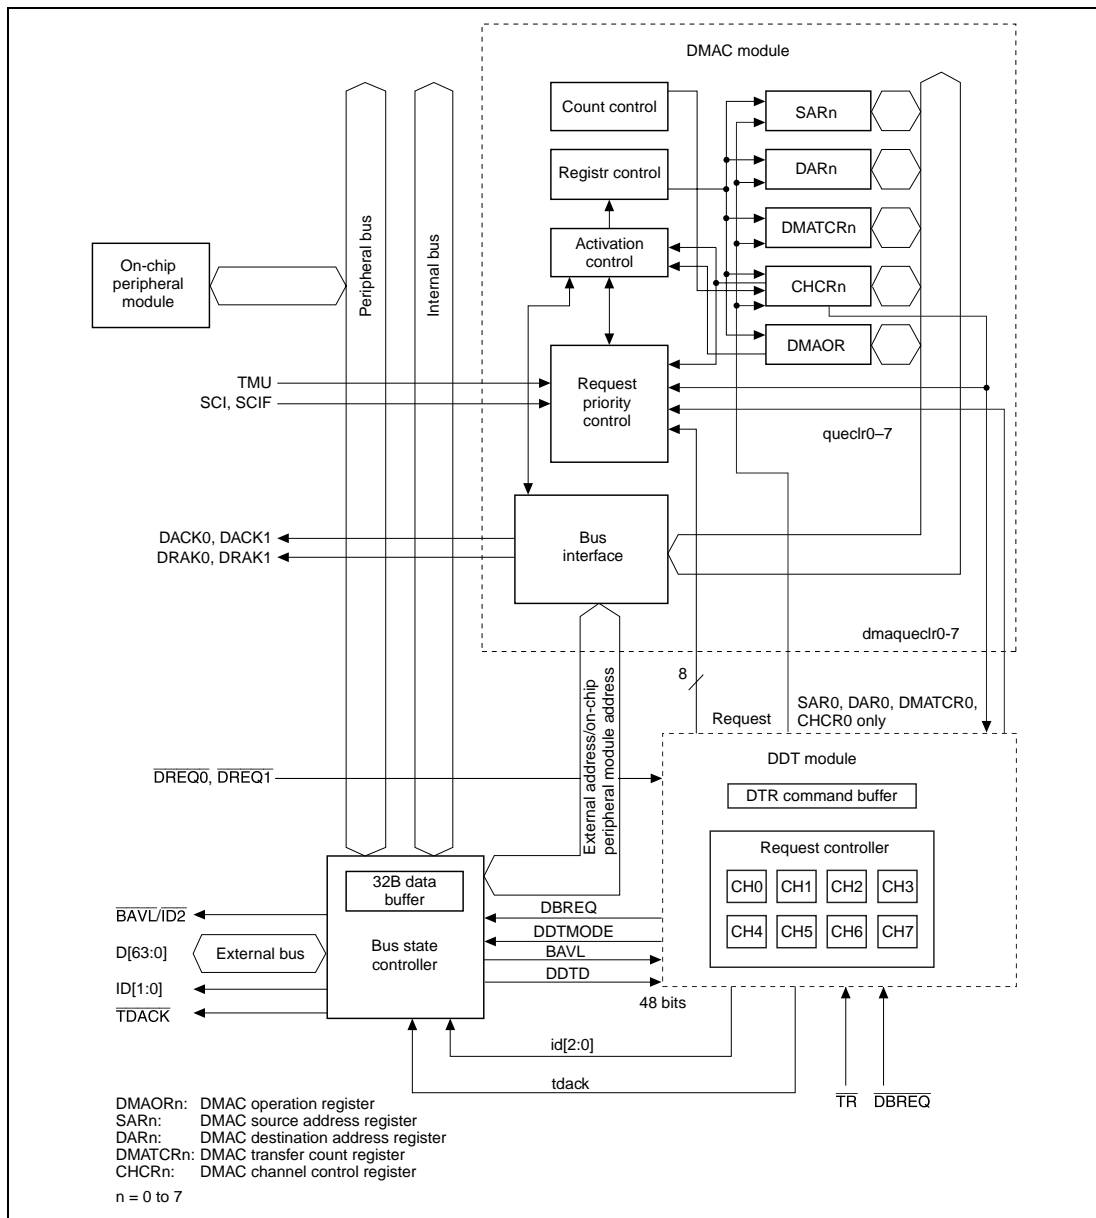 DMAC module
Count control
SARn
Registr control
DARn
DMATCRn
Activation
control
On-chip
peripheral
module
Peripheral bus
Internal bus
CHCRn
DMAOR
TMU
SCI, SCIF
Request
priority
control
queclr0–7
DACK0, DACK1
DRAK0, DRAK1
Bus
interface
dmaqueclr0-7
8
External address/on-chip
peripheral module address
Request
SAR0, DAR0, DMATCR0,
CHCR0 only
DREQ0, DREQ1
DDT module
DTR command buffer
Request controller
CH0 CH1 CH2 CH3
CH4 CH5 CH6 CH7
32B data
buffer
BAVL/ID2
DBREQ
DDTMODE
D[63:0]
External bus
Bus state
controller
BAVL
DDTD
ID[1:0]
48 bits
TDACK
id[2:0]
tdack
TR
DBREQ
DMAORn: DMAC operation register
SARn: DMAC source address register
DARn: DMAC destination address register
DMATCRn: DMAC transfer count register
CHCRn: DMAC channel control register
n = 0 to 7